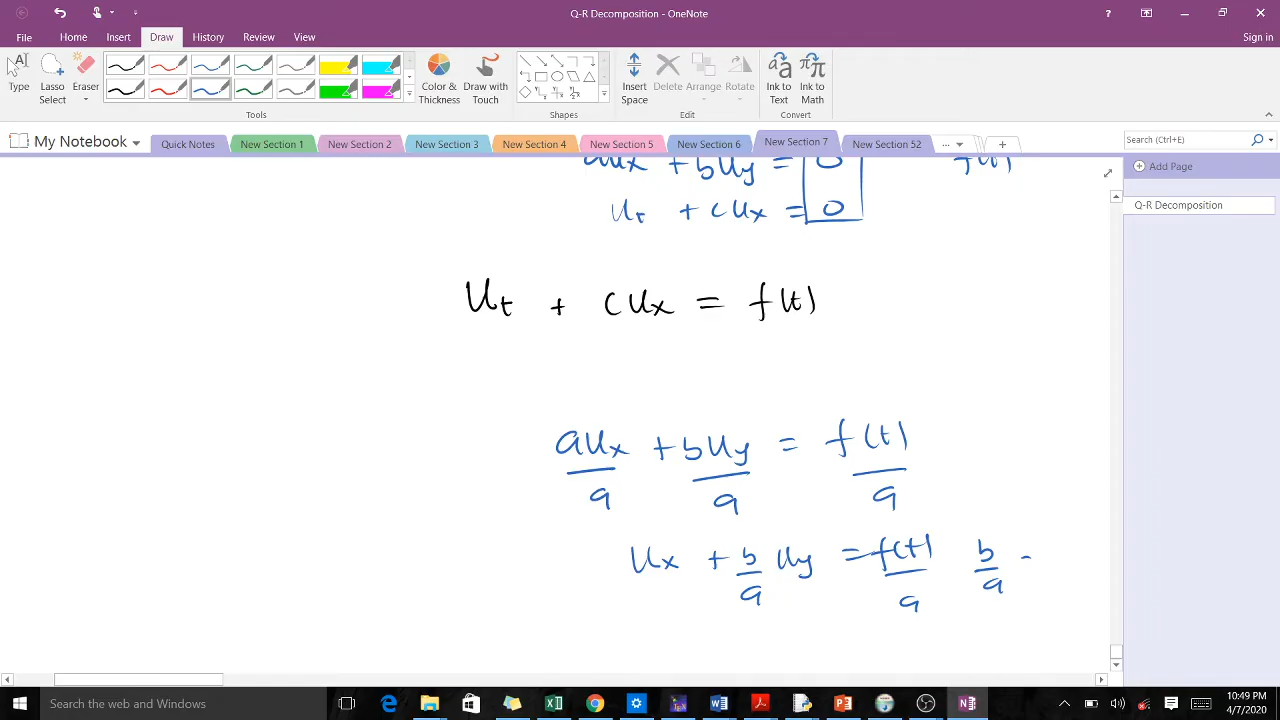 Q-R Decomposition - OneNote
Sign in
File Home Insert Draw History Review View
Type Lasso Select Eraser Color & Thickness Draw with Touch Insert Space Delete Arrange Rotate Ink to Text Ink to Math
Tools Shapes Edit Convert
My Notebook Quick Notes New Section 1 New Section 2 New Section 3 New Section 4 New Section 5 New Section 6 New Section 7 New Section 52 ... + Search (Ctrl+E)
Add Page
Q-R Decomposition
aux + buy = 0 f(t)
ut + cux = 0
Ut + cUx = f(t)
aux + buy = f(t)
a a a
Ux + b/a Uy = f(t)/a b/a -
Search the web and Windows
10:49 PM
4/7/2020